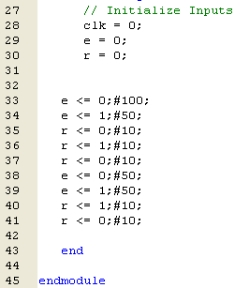 27 // Initialize Inputs
28 clk = 0;
29 e = 0;
30 r = 0;
31
32
33 e <= 0;#100;
34 e <= 1;#50;
35 r <= 0;#10;
36 r <= 1;#10;
37 r <= 0;#10;
38 e <= 0;#50;
39 e <= 1;#50;
40 r <= 1;#10;
41 r <= 0;#10;
42
43 end
44
45 endmodule